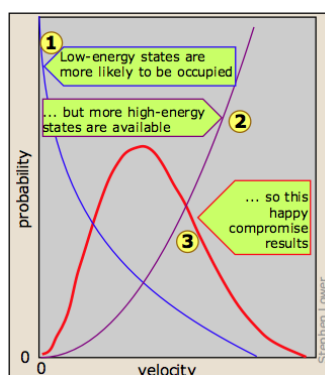 1
Low-energy states are
more likely to be occupied
... but more high-energy
states are available
2
... so this
happy
compromise
results
3
probability
0
0
velocity
Stephen Lower